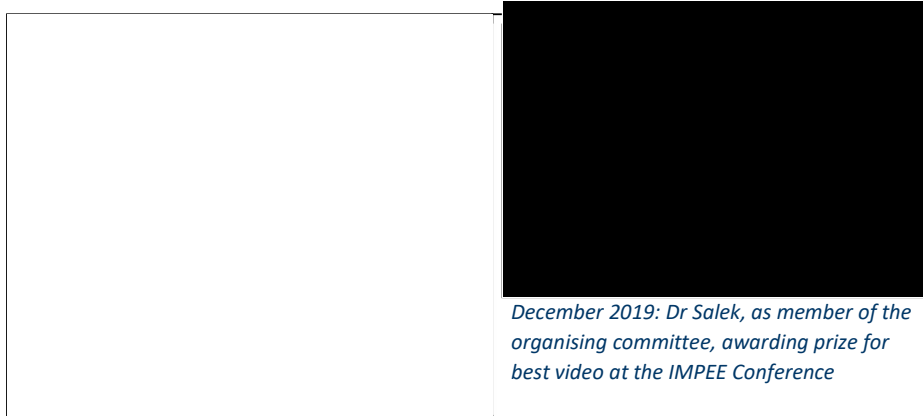 December 2019: Dr Salek, as member of the
organising committee, awarding prize for
best video at the IMPEE Conference